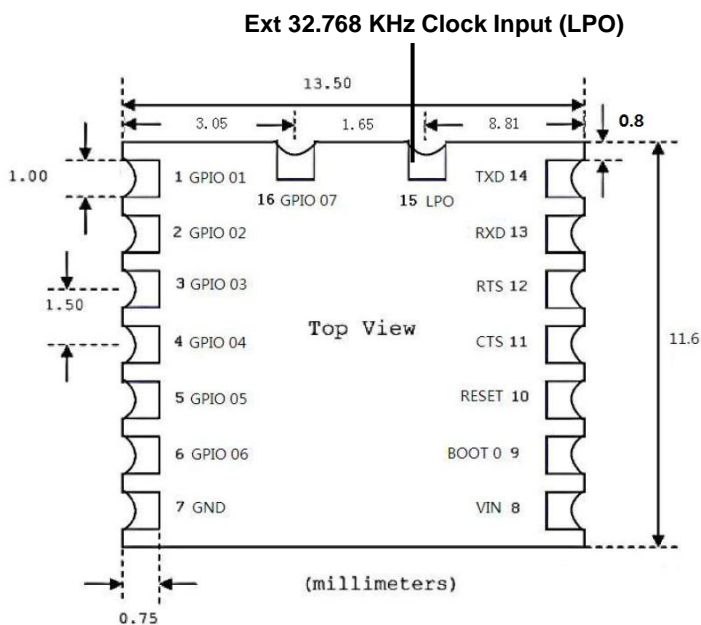 Ext 32.768 KHz Clock Input (LPO)
13.50
3.05
1.65
8.81
0.8
1.00
1 GPIO 01
16 GPIO 07
15 LPO
TXD 14
2 GPIO 02
RXD 13
3 GPIO 03
RTS 12
1.50
Top View
4 GPIO 04
CTS 11
11.6
5 GPIO 05
RESET 10
6 GPIO 06
BOOT 0 9
7 GND
VIN 8
(millimeters)
0.75